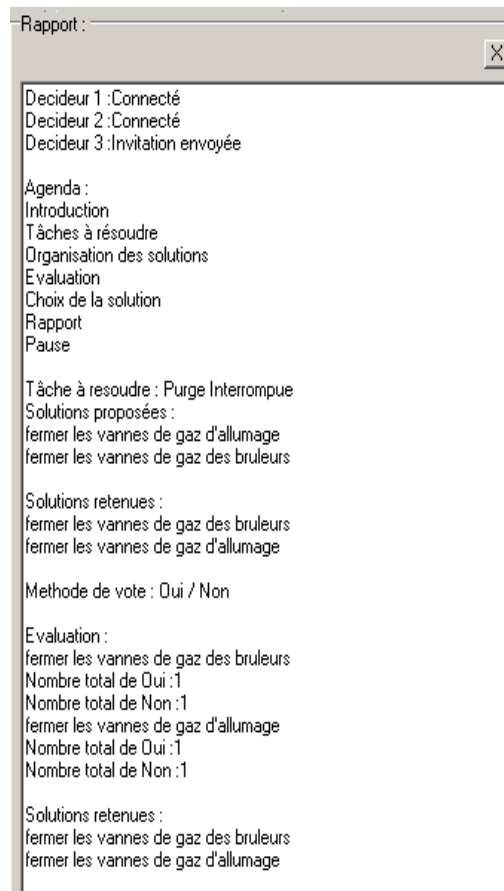 Rapport :
X
Decideur 1 :Connecté
Decideur 2 :Connecté
Decideur 3 :Invitation envoyée
Agenda :
Introduction
Tâches à résoudre
Organisation des solutions
Evaluation
Choix de la solution
Rapport
Pause
Tâche à resoudre : Purge Interrompue
Solutions proposées :
fermer les vannes de gaz d'allumage
fermer les vannes de gaz des bruleurs
Solutions retenues :
fermer les vannes de gaz des bruleurs
fermer les vannes de gaz d'allumage
Methode de vote : Oui / Non
Evaluation :
fermer les vannes de gaz des bruleurs
Nombre total de Oui :1
Nombre total de Non :1
fermer les vannes de gaz d'allumage
Nombre total de Oui :1
Nombre total de Non :1
Solutions retenues :
fermer les vannes de gaz des bruleurs
fermer les vannes de gaz d'allumage